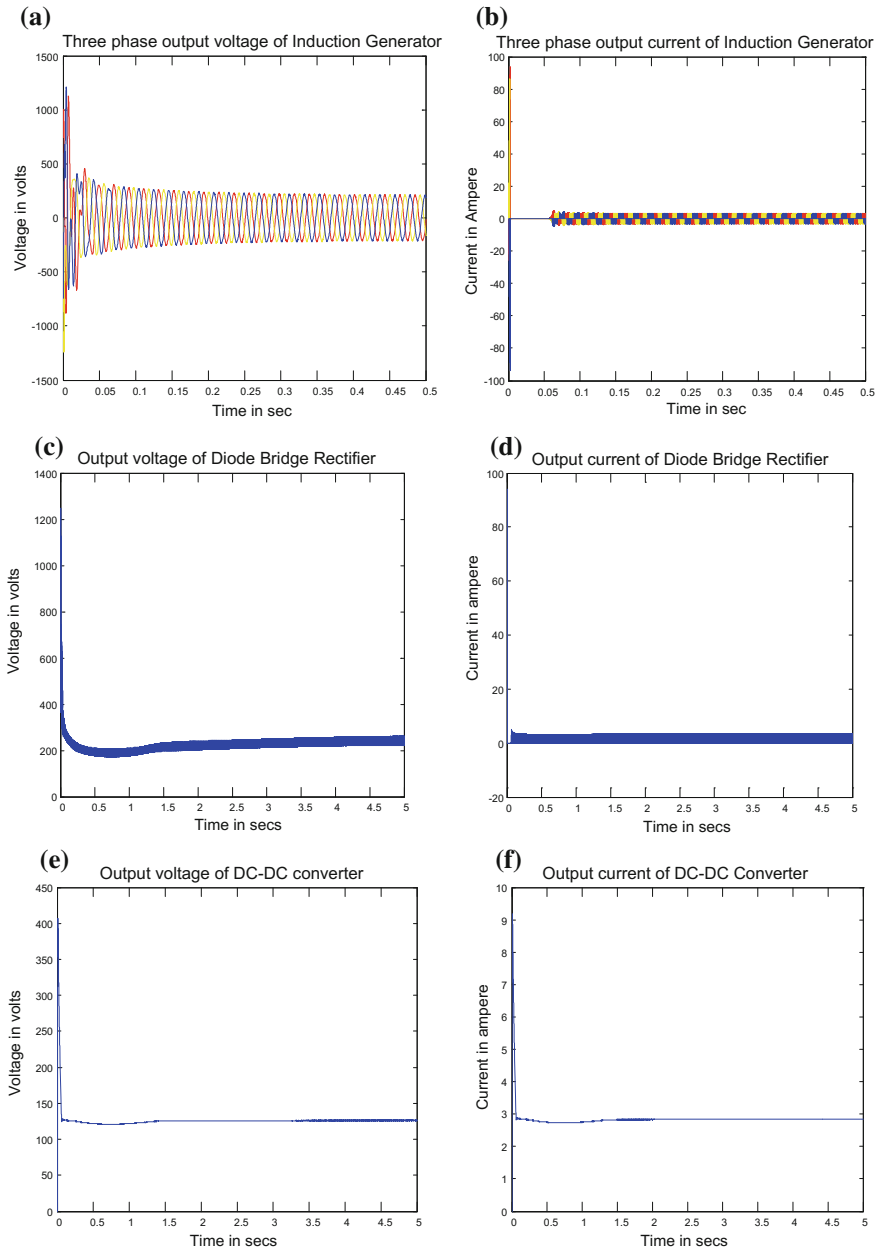 (a)
Three phase output voltage of Induction Generator
1500
1000
500
0
-500
-1000
-1500
Voltage in volts
0 0.05 0.1 0.15 0.2 0.25 0.3 0.35 0.4 0.45 0.5
Time in sec
(b)
Three phase output current of Induction Generator
100
80
60
40
20
0
-20
-40
-60
-80
-100
Current in Ampere
0 0.05 0.1 0.15 0.2 0.25 0.3 0.35 0.4 0.45 0.5
Time in sec
(c)
Output voltage of Diode Bridge Rectifier
1400
1200
1000
800
600
400
200
0
Voltage in volts
0 0.5 1 1.5 2 2.5 3 3.5 4 4.5 5
Time in secs
(d)
Output current of Diode Bridge Rectifier
100
80
60
40
20
0
-20
Current in ampere
0 0.5 1 1.5 2 2.5 3 3.5 4 4.5 5
Time in secs
(e)
Output voltage of DC-DC converter
450
400
350
300
250
200
150
100
50
0
Voltage in volts
0 0.5 1 1.5 2 2.5 3 3.5 4 4.5 5
Time in secs
(f)
Output current of DC-DC Converter
10
9
8
7
6
5
4
3
2
1
0
Current in ampere
0 0.5 1 1.5 2 2.5 3 3.5 4 4.5 5
Time in secs